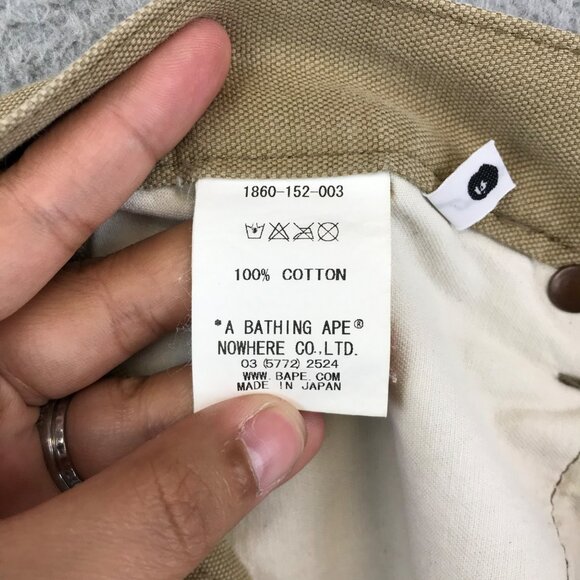 1860-152-003
100% COTTON
*A BATHING APE®
NOWHERE CO.,LTD.
03 (5772) 2524
WWW. BAPE. COM
MADE IN JAPAN